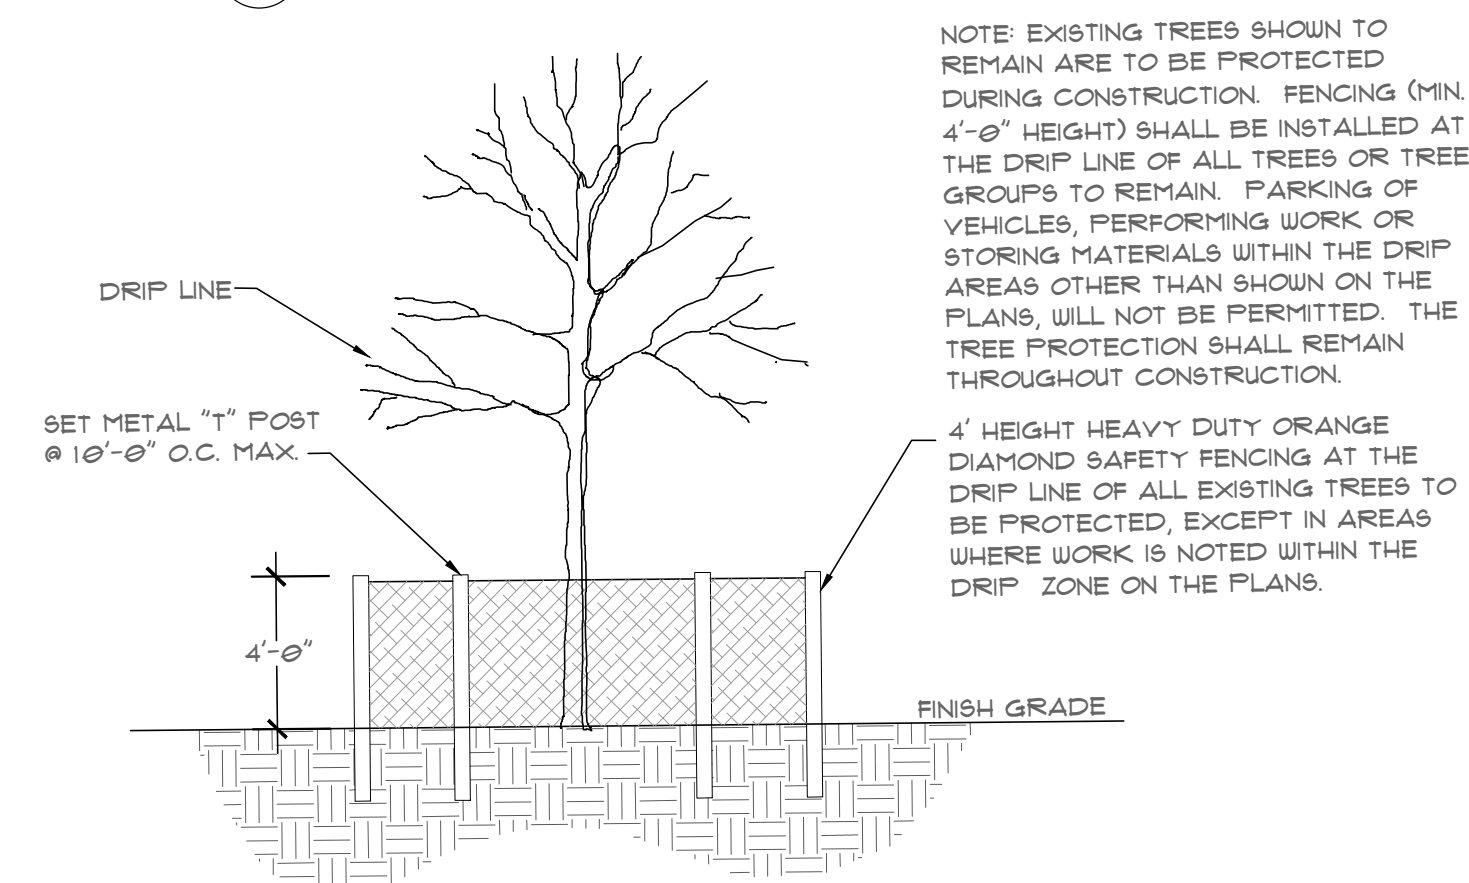 NOTE: EXISTING TREES SHOWN TO
REMAIN ARE TO BE PROTECTED
DURING CONSTRUCTION. FENCING (MIN.
4'-0" HEIGHT) SHALL BE INSTALLED AT
THE DRIP LINE OF ALL TREES OR TREE
GROUPS TO REMAIN. PARKING OF
VEHICLES, PERFORMING WORK OR
STORING MATERIALS WITHIN THE DRIP
AREAS OTHER THAN SHOWN ON THE
PLANS, WILL NOT BE PERMITTED. THE
TREE PROTECTION SHALL REMAIN
THROUGHOUT CONSTRUCTION.
DRIP LINE
SET METAL "T" POST
@ 10'-0" O.C. MAX.
4' HEIGHT HEAVY DUTY ORANGE
DIAMOND SAFETY FENCING AT THE
DRIP LINE OF ALL EXISTING TREES TO
BE PROTECTED, EXCEPT IN AREAS
WHERE WORK IS NOTED WITHIN THE
DRIP ZONE ON THE PLANS.
4'-0"
FINISH GRADE